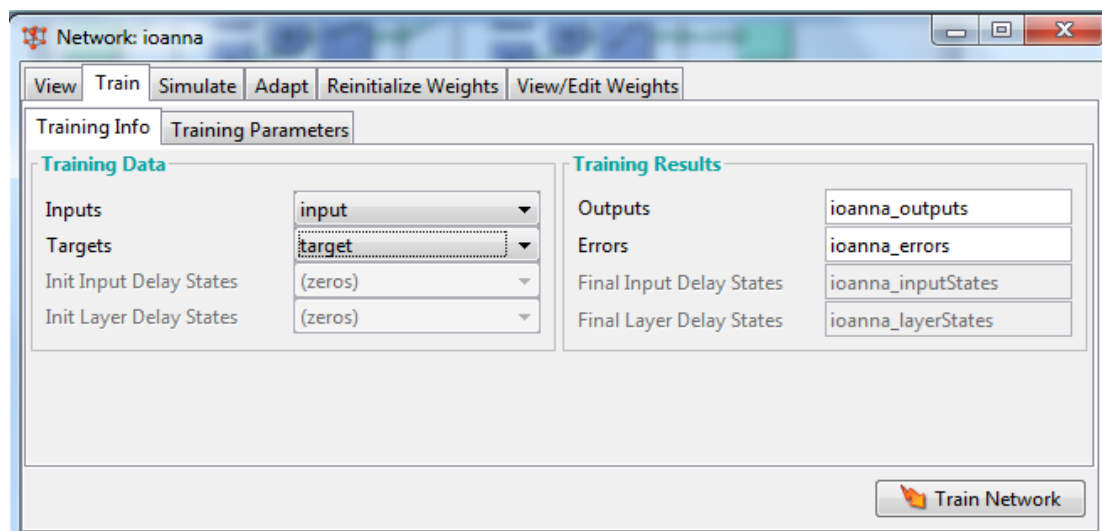 Network: ioanna
View Train Simulate Adapt Reinitialize Weights View/Edit Weights
Training Info Training Parameters
Training Data
Inputs input
Targets target
Init Input Delay States (zeros)
Init Layer Delay States (zeros)
Training Results
Outputs ioanna_outputs
Errors ioanna_errors
Final Input Delay States ioanna_inputStates
Final Layer Delay States ioanna_layerStates
Train Network